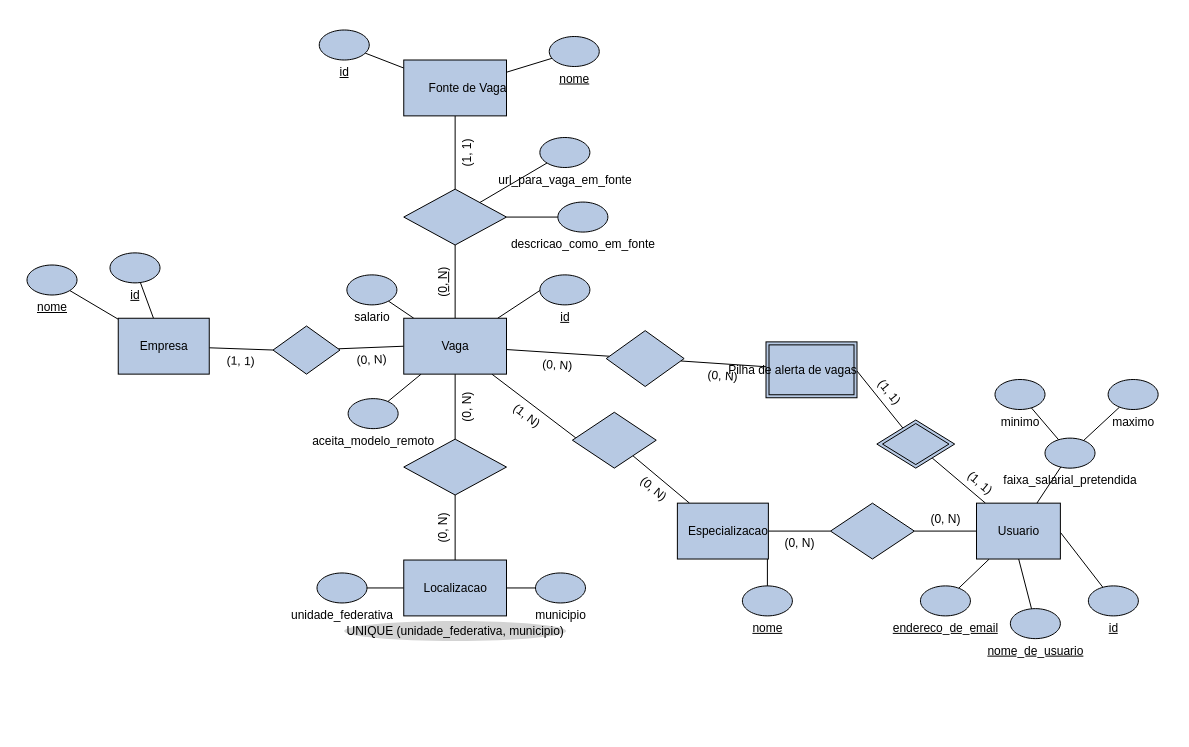 id
nome
Fonte de Vaga
(1, 1)
url_para_vaga_em_fonte
descricao_como_em_fonte
(0, N)
nome
id
Empresa
(1, 1)
(0, N)
salario
id
Vaga
aceita_modelo_remoto
(0, N)
(0, N)
Pilha de alerta de vagas
(1, 1)
(1, 1)
minimo
maximo
faixa_salarial_pretendida
(0, N)
(1, N)
(0, N)
(0, N)
Localizacao
unidade_federativa
municipio
UNIQUE (unidade_federativa, municipio)
Especializacao
(0, N)
(0, N)
Usuario
nome
endereco_de_email
nome_de_usuario
id